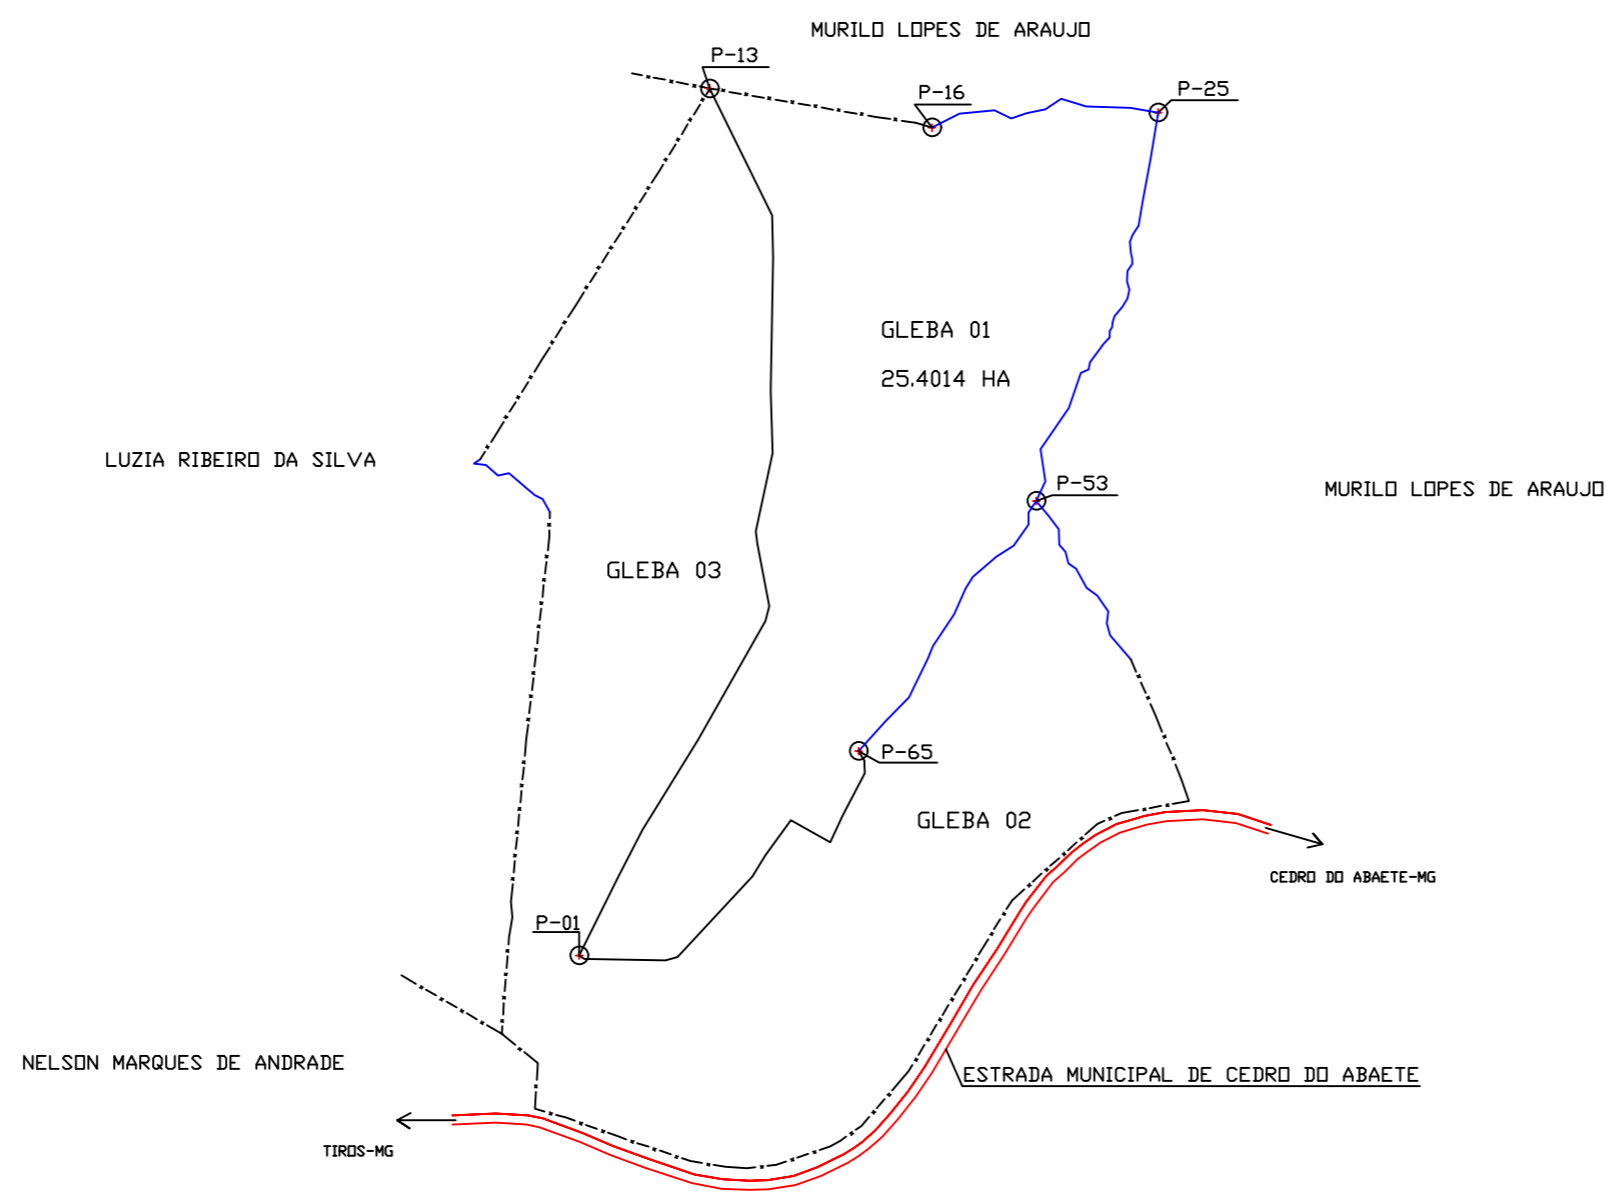 MURILO LOPES DE ARAUJO
P-13
P-16
P-25
GLEBA 01
25.4014 HA
LUZIA RIBEIRO DA SILVA
P-53
MURILO LOPES DE ARAUJO
GLEBA 03
P-65
GLEBA 02
CEDRO DO ABAETE-MG
P-01
NELSON MARQUES DE ANDRADE
ESTRADA MUNICIPAL DE CEDRO DO ABAETE
TIROS-MG